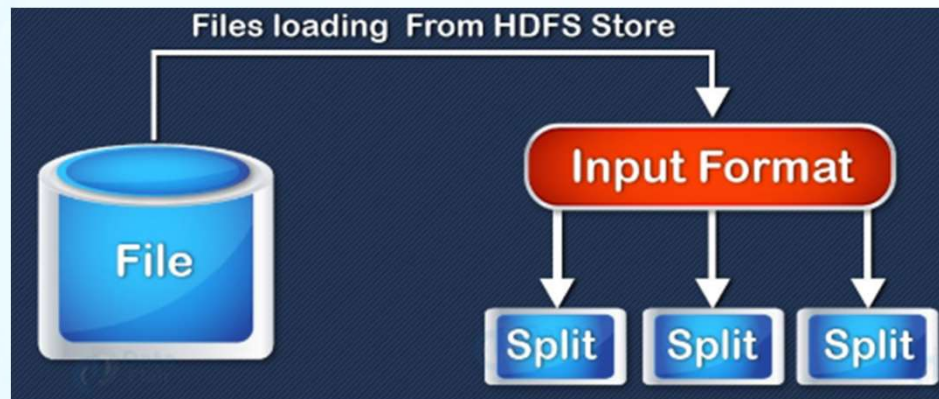 Files loading From HDFS Store
Input Format
File
Split
Split
Split